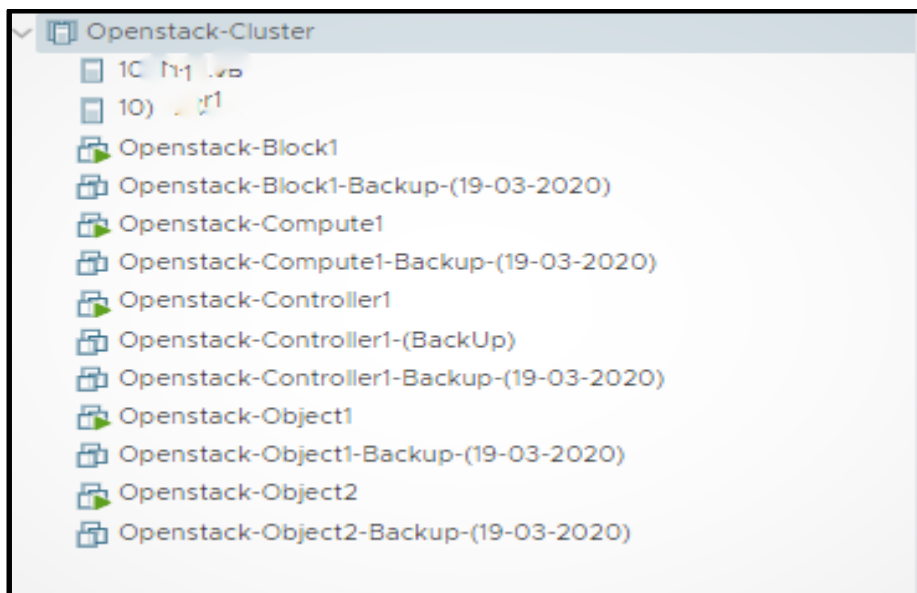 Openstack-Cluster
Openstack-Block1
Openstack-Block1-Backup-(19-03-2020)
Openstack-Compute1
Openstack-Compute1-Backup-(19-03-2020)
Openstack-Controller1
Openstack-Controller1-(BackUp)
Openstack-Controller1-Backup-(19-03-2020)
Openstack-Object1
Openstack-Object1-Backup-(19-03-2020)
Openstack-Object2
Openstack-Object2-Backup-(19-03-2020)